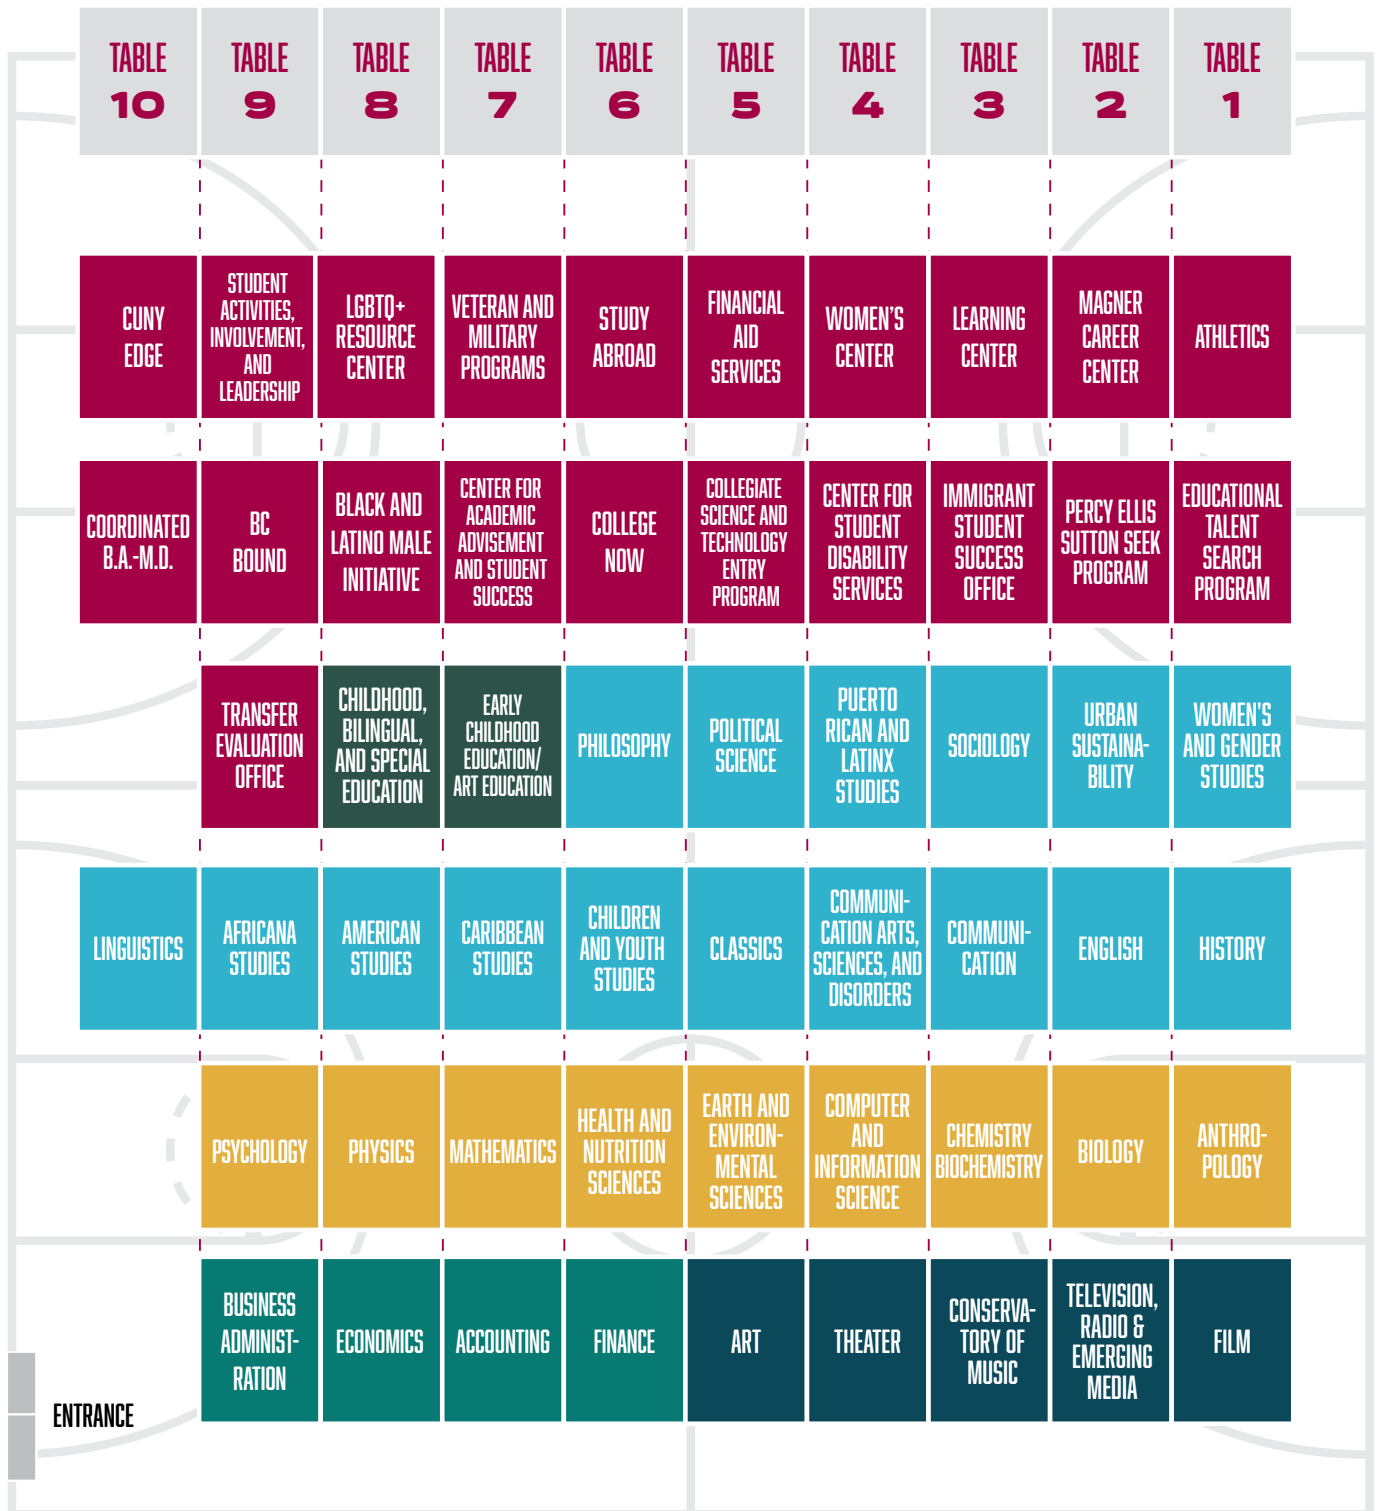 TABLE
10
TABLE
9
TABLE
8
TABLE
7
TABLE
6
TABLE
5
TABLE
4
TABLE
3
TABLE
2
TABLE
1
CUNY
EDGE
STUDENT
ACTIVITIES,
INVOLVEMENT,
AND
LEADERSHIP
LGBTQ+
RESOURCE
CENTER
VETERAN AND
MILITARY
PROGRAMS
STUDY
ABROAD
FINANCIAL
AID
SERVICES
WOMEN'S
CENTER
LEARNING
CENTER
MAGNER
CAREER
CENTER
ATHLETICS
COORDINATED
B.A.-M.D.
BC
BOUND
BLACK AND
LATINO MALE
INITIATIVE
CENTER FOR
ACADEMIC
ADVISEMENT
AND STUDENT
SUCCESS
COLLEGE
NOW
COLLEGIATE
SCIENCE AND
TECHNOLOGY
ENTRY
PROGRAM
CENTER FOR
STUDENT
DISABILITY
SERVICES
IMMIGRANT
STUDENT
SUCCESS
OFFICE
PERCY ELLIS
SUTTON SEEK
PROGRAM
EDUCATIONAL
TALENT
SEARCH
PROGRAM
TRANSFER
EVALUATION
OFFICE
CHILDHOOD,
BILINGUAL,
AND SPECIAL
EDUCATION
EARLY
CHILDHOOD
EDUCATION/
ART EDUCATION
PHILOSOPHY
POLITICAL
SCIENCE
PUERTO
RICAN AND
LATINX
STUDIES
SOCIOLOGY
URBAN
SUSTAINA-
BILITY
WOMEN'S
AND GENDER
STUDIES
LINGUISTICS
AFRICANA
STUDIES
AMERICAN
STUDIES
CARIBBEAN
STUDIES
CHILDREN
AND YOUTH
STUDIES
CLASSICS
COMMUNI-
CATION ARTS,
SCIENCES, AND
DISORDERS
COMMUNI-
CATION
ENGLISH
HISTORY
PSYCHOLOGY
PHYSICS
MATHEMATICS
HEALTH AND
NUTRITION
SCIENCES
EARTH AND
ENVIRON-
MENTAL
SCIENCES
COMPUTER
AND
INFORMATION
SCIENCE
CHEMISTRY
BIOCHEMISTRY
BIOLOGY
ANTHRO-
POLOGY
BUSINESS
ADMINIST-
RATION
ECONOMICS
ACCOUNTING
FINANCE
ART
THEATER
CONSERVA-
TORY OF
MUSIC
TELEVISION,
RADIO &
EMERGING
MEDIA
FILM
ENTRANCE